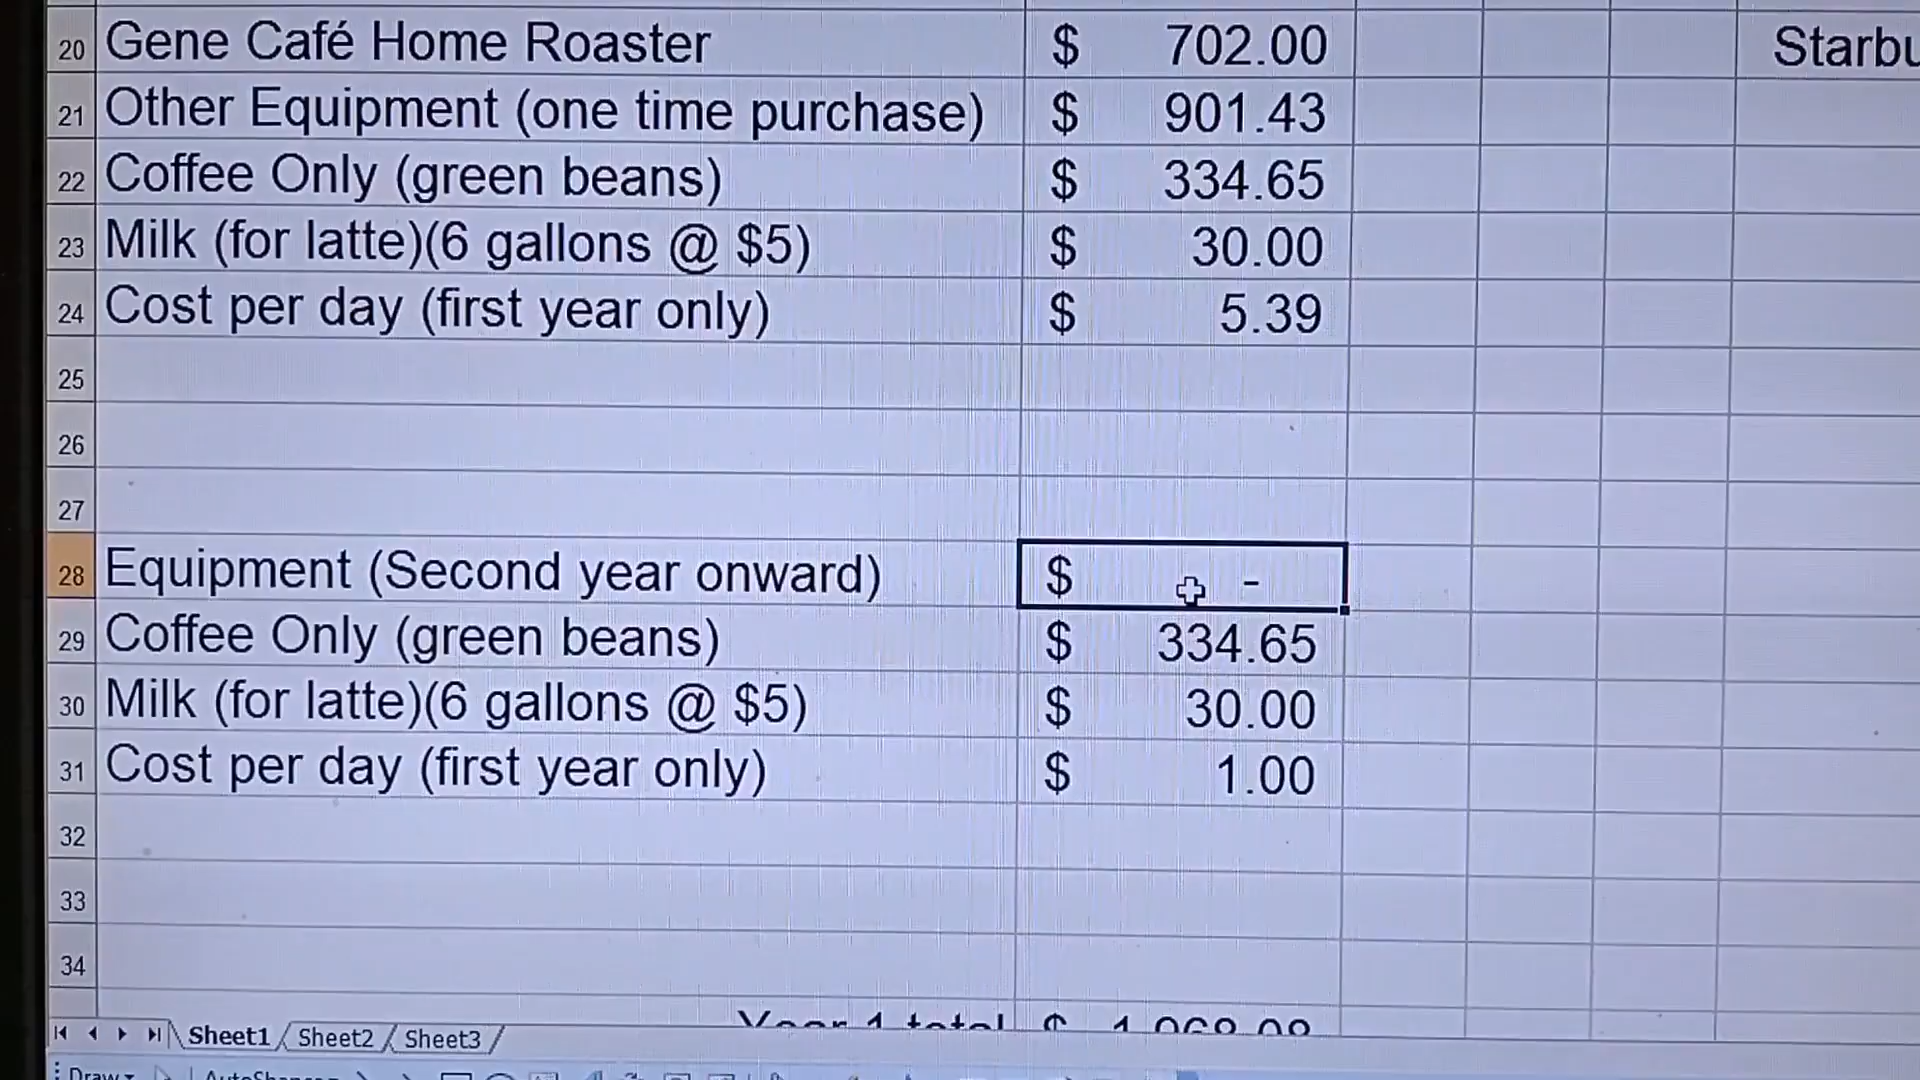 20 Gene Café Home Roaster $ 702.00 Starbu
21 Other Equipment (one time purchase) $ 901.43
22 Coffee Only (green beans) $ 334.65
23 Milk (for latte)(6 gallons @ $5) $ 30.00
24 Cost per day (first year only) $ 5.39
25
26
27
28 Equipment (Second year onward) $ -
29 Coffee Only (green beans) $ 334.65
30 Milk (for latte)(6 gallons @ $5) $ 30.00
31 Cost per day (first year only) $ 1.00
32
33
34
Year 1 total $
Sheet1 Sheet2 Sheet3
Draw